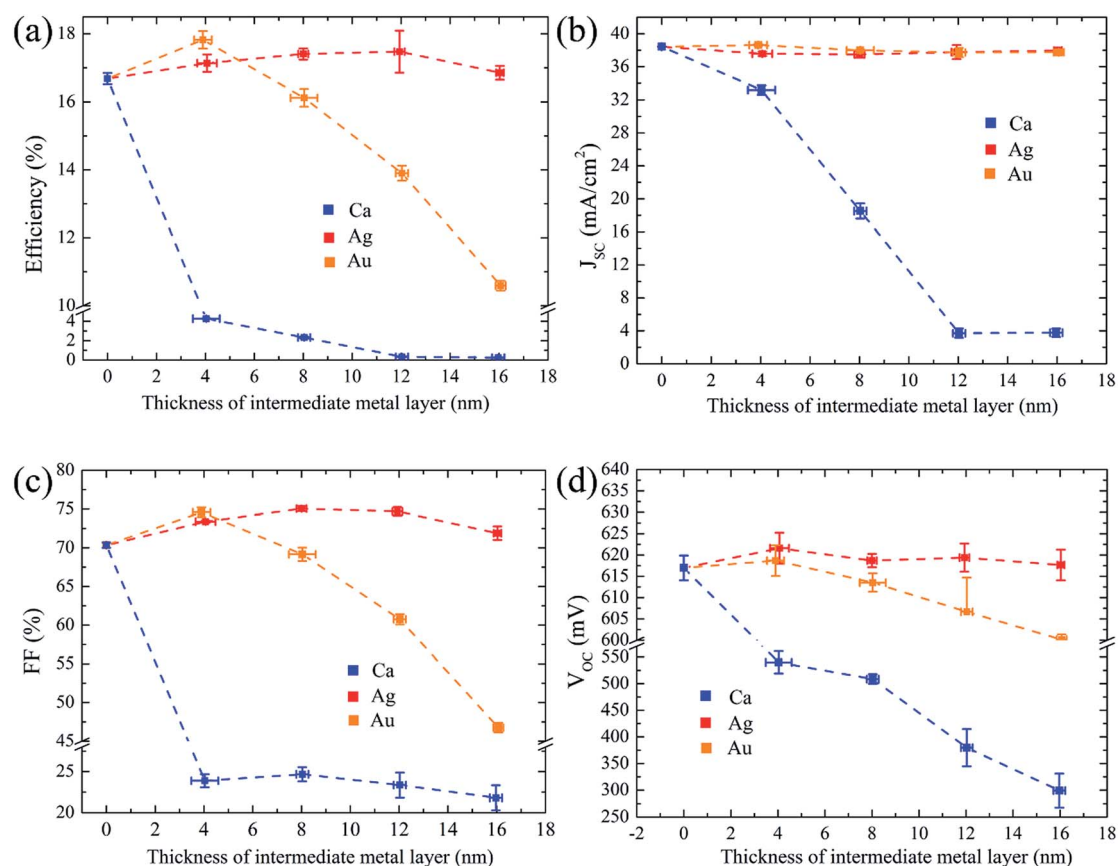 (a)
18
16
14
12
10
4
2
0
Efficiency (%)
Ca
Ag
Au
0 2 4 6 8 10 12 14 16 18
Thickness of intermediate metal layer (nm)
(b)
40
36
32
28
24
20
16
12
8
4
0
J_SC (mA/cm²)
Ca
Ag
Au
0 2 4 6 8 10 12 14 16 18
Thickness of intermediate metal layer (nm)
(c)
80
75
70
65
60
55
50
45
25
20
FF (%)
Ca
Ag
Au
0 2 4 6 8 10 12 14 16 18
Thickness of intermediate metal layer (nm)
(d)
640
635
630
625
620
615
610
605
600
550
500
450
400
350
300
250
V_OC (mV)
Ca
Ag
Au
-2 0 2 4 6 8 10 12 14 16 18
Thickness of intermediate metal layer (nm)